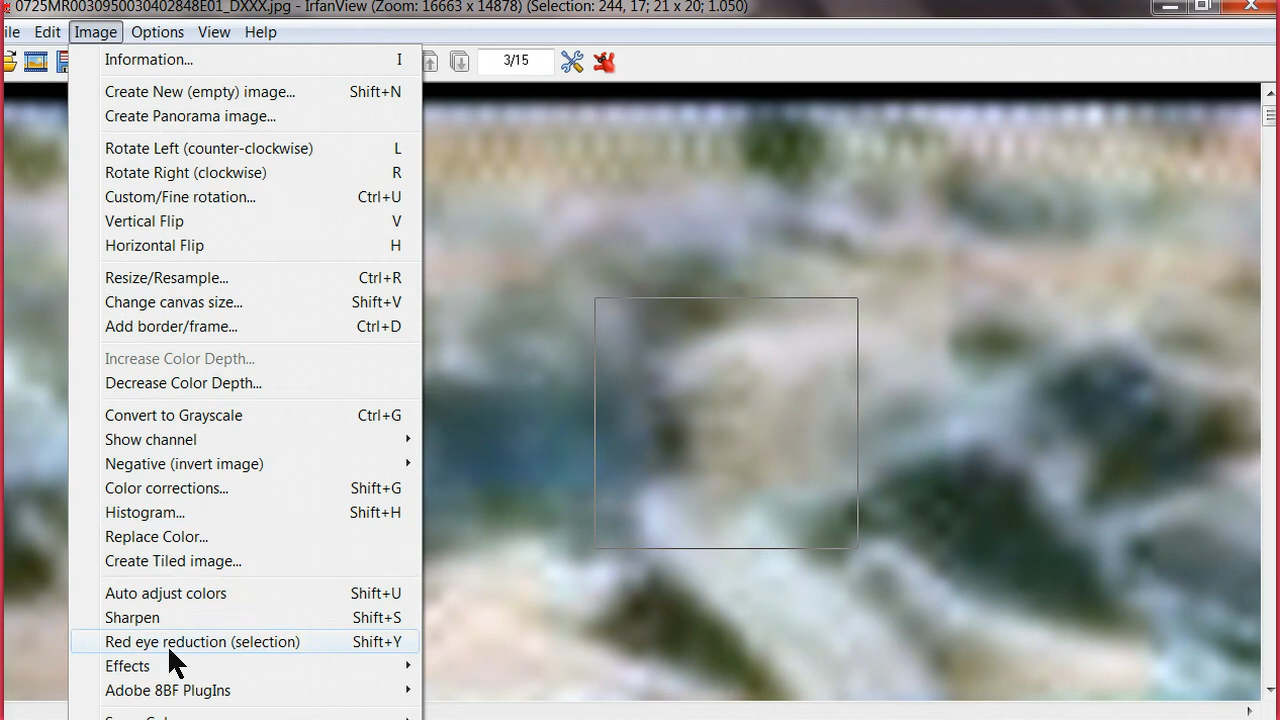 0725MR0030950030402848E01_DXXX.jpg - IrfanView (Zoom: 16663 x 14878) (Selection: 244, 17; 21 x 20; 1.050)
ile Edit Image Options View Help
3/15
Information... I
Create New (empty) image... Shift+N
Create Panorama image...
Rotate Left (counter-clockwise) L
Rotate Right (clockwise) R
Custom/Fine rotation... Ctrl+U
Vertical Flip V
Horizontal Flip H
Resize/Resample... Ctrl+R
Change canvas size... Shift+V
Add border/frame... Ctrl+D
Increase Color Depth...
Decrease Color Depth...
Convert to Grayscale Ctrl+G
Show channel
Negative (invert image)
Color corrections... Shift+G
Histogram... Shift+H
Replace Color...
Create Tiled image...
Auto adjust colors Shift+U
Sharpen Shift+S
Red eye reduction (selection) Shift+Y
Effects
Adobe 8BF PlugIns